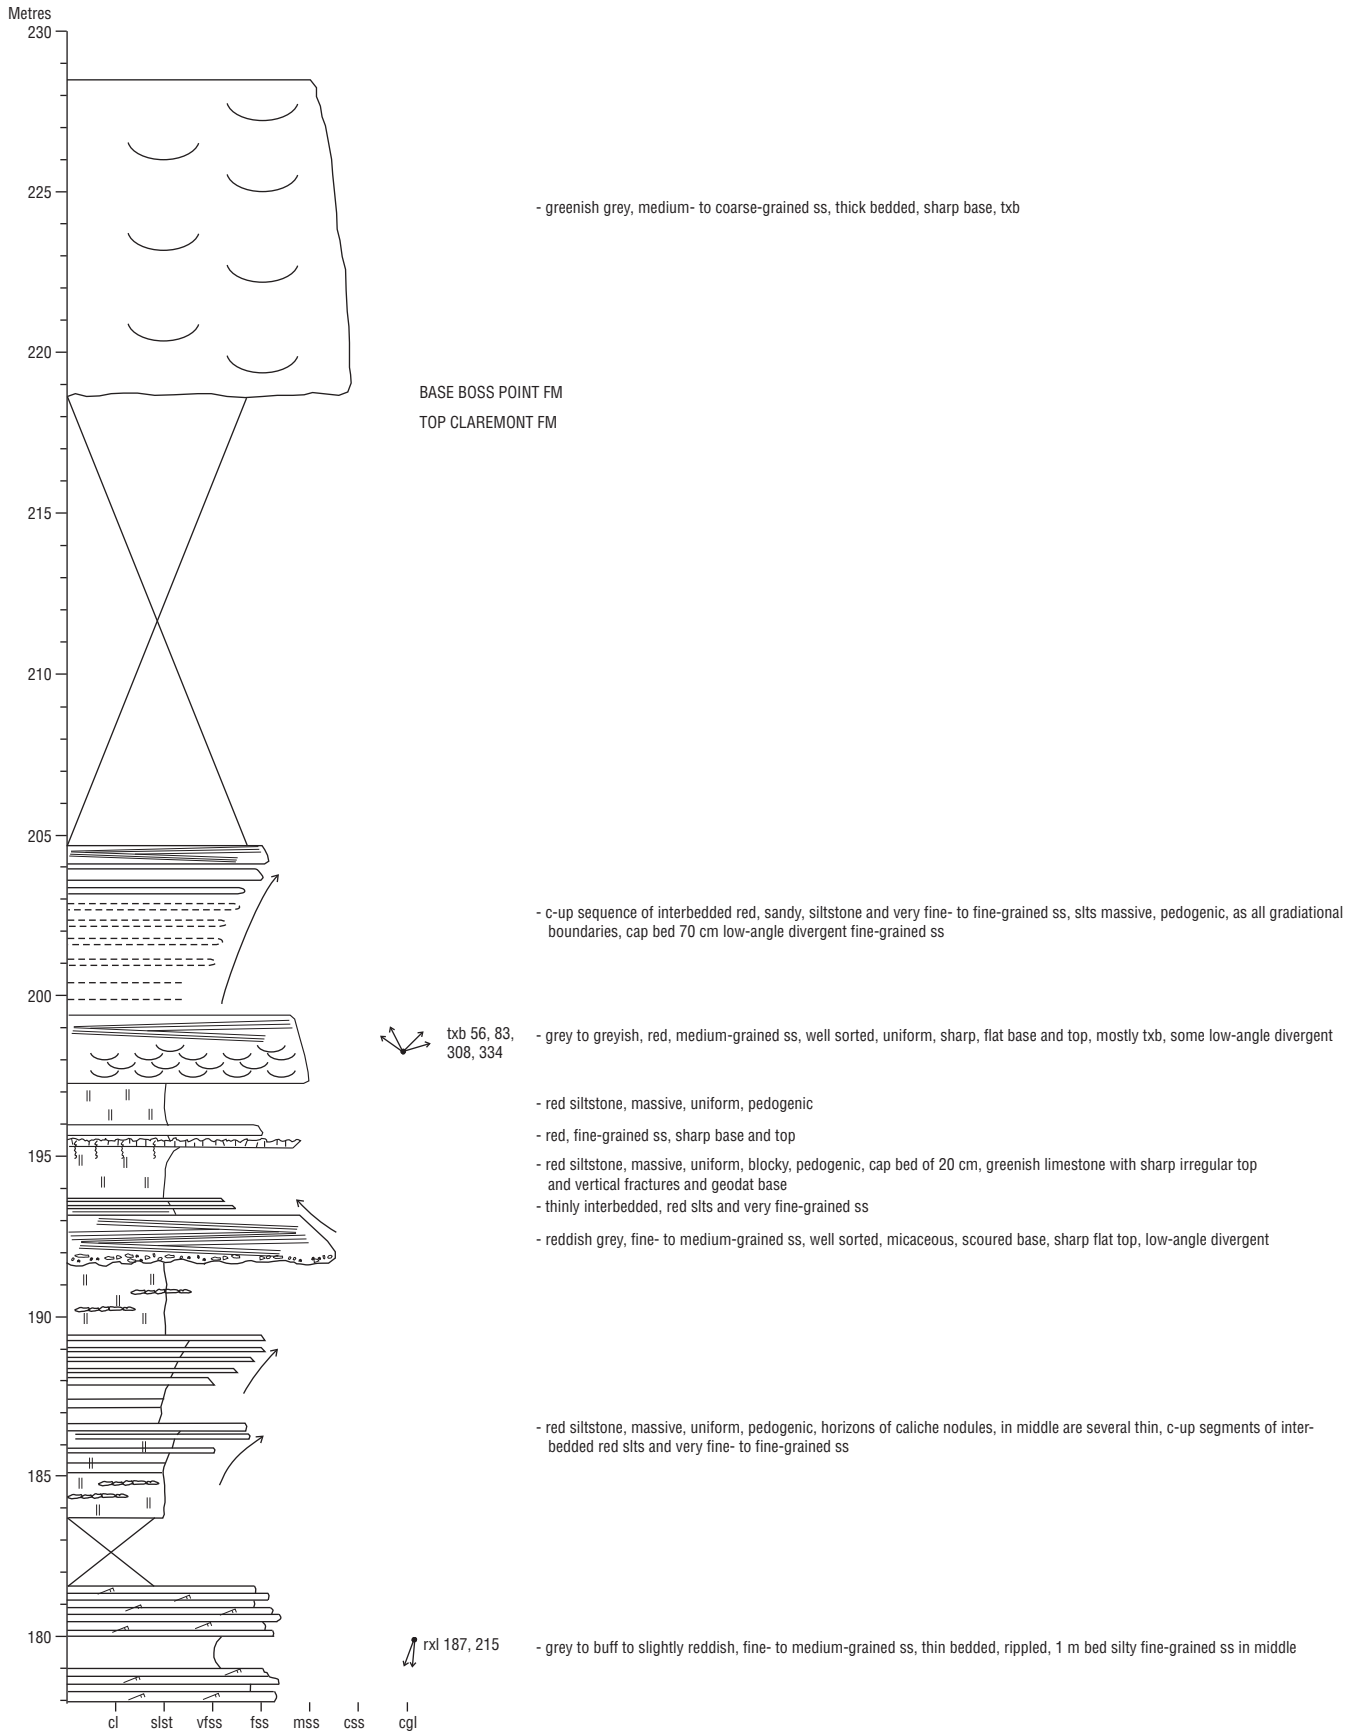 Metres
230
225
- greenish grey, medium- to coarse-grained ss, thick bedded, sharp base, txb
220
BASE BOSS POINT FM
TOP CLAREMONT FM
215
210
205
- c-up sequence of interbedded red, sandy, siltstone and very fine- to fine-grained ss, slts massive, pedogenic, as all gradiational
boundaries, cap bed 70 cm low-angle divergent fine-grained ss
200
txb 56, 83,
308, 334
- grey to greyish, red, medium-grained ss, well sorted, uniform, sharp, flat base and top, mostly txb, some low-angle divergent
- red siltstone, massive, uniform, pedogenic
- red, fine-grained ss, sharp base and top
195
- red siltstone, massive, uniform, blocky, pedogenic, cap bed of 20 cm, greenish limestone with sharp irregular top
and vertical fractures and geodat base
- thinly interbedded, red slts and very fine-grained ss
- reddish grey, fine- to medium-grained ss, well sorted, micaceous, scoured base, sharp flat top, low-angle divergent
190
- red siltstone, massive, uniform, pedogenic, horizons of caliche nodules, in middle are several thin, c-up segments of inter-
bedded red slts and very fine- to fine-grained ss
185
180
rxl 187, 215
- grey to buff to slightly reddish, fine- to medium-grained ss, thin bedded, rippled, 1 m bed silty fine-grained ss in middle
cl slst vfss fss mss css cgl